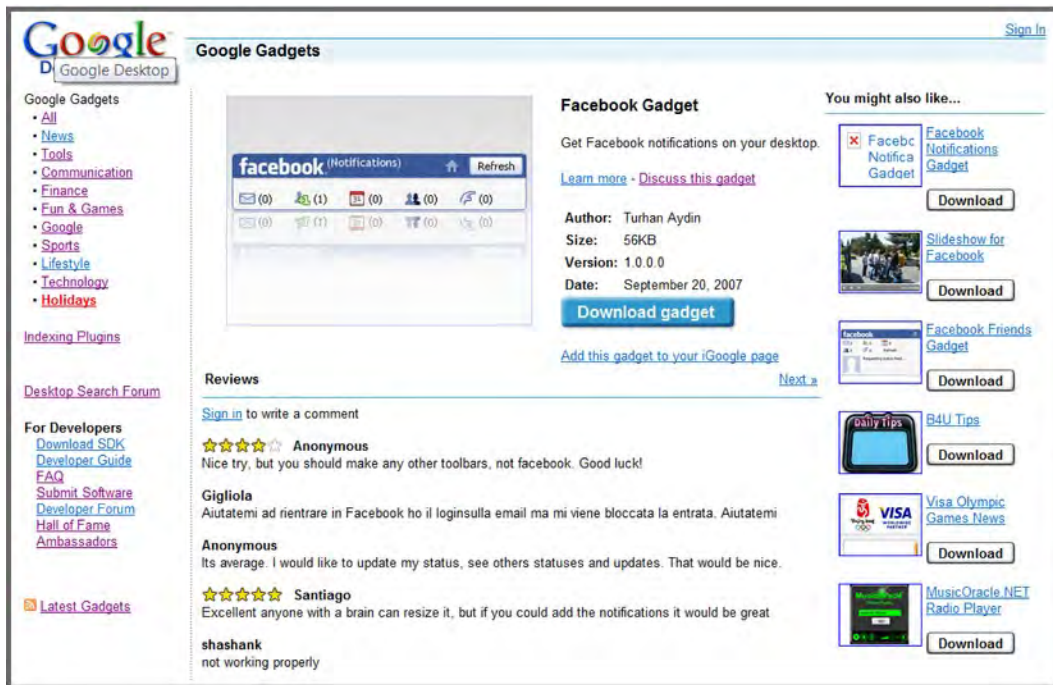 Sign In
Google
D
Google Desktop
Google Gadgets
Google Gadgets
• All
• News
• Tools
• Communication
• Finance
• Fun & Games
• Google
• Sports
• Lifestyle
• Technology
• Holidays
Indexing Plugins
Desktop Search Forum
For Developers
Download SDK
Developer Guide
FAQ
Submit Software
Developer Forum
Hall of Fame
Ambassadors
Latest Gadgets
facebook (Notifications) Refresh
(0) (1) 31 (0) (0) (0)
(0) (1) (0) (0) (0)
Facebook Gadget
Get Facebook notifications on your desktop.
Learn more - Discuss this gadget
Author: Turhan Aydin
Size: 56KB
Version: 1.0.0.0
Date: September 20, 2007
Download gadget
Add this gadget to your iGoogle page
Reviews Next »
Sign in to write a comment
Anonymous
Nice try, but you should make any other toolbars, not facebook. Good luck!
Gigliola
Aiutatemi ad rientrare in Facebook ho il loginsulla email ma mi viene bloccata la entrata. Aiutatemi
Anonymous
Its average. I would like to update my status, see others statuses and updates. That would be nice.
Santiago
Excellent anyone with a brain can resize it, but if you could add the notifications it would be great
shashank
not working properly
You might also like...
Facebc
Notifica
Gadget
Facebook
Notifications
Gadget
Download
Slideshow for
Facebook
Download
facebook
Facebook Friends
Gadget
Download
Daily Tips
B4U Tips
Download
VISA
Visa Olympic
Games News
Download
MusicOracle.NET
Radio Player
Download